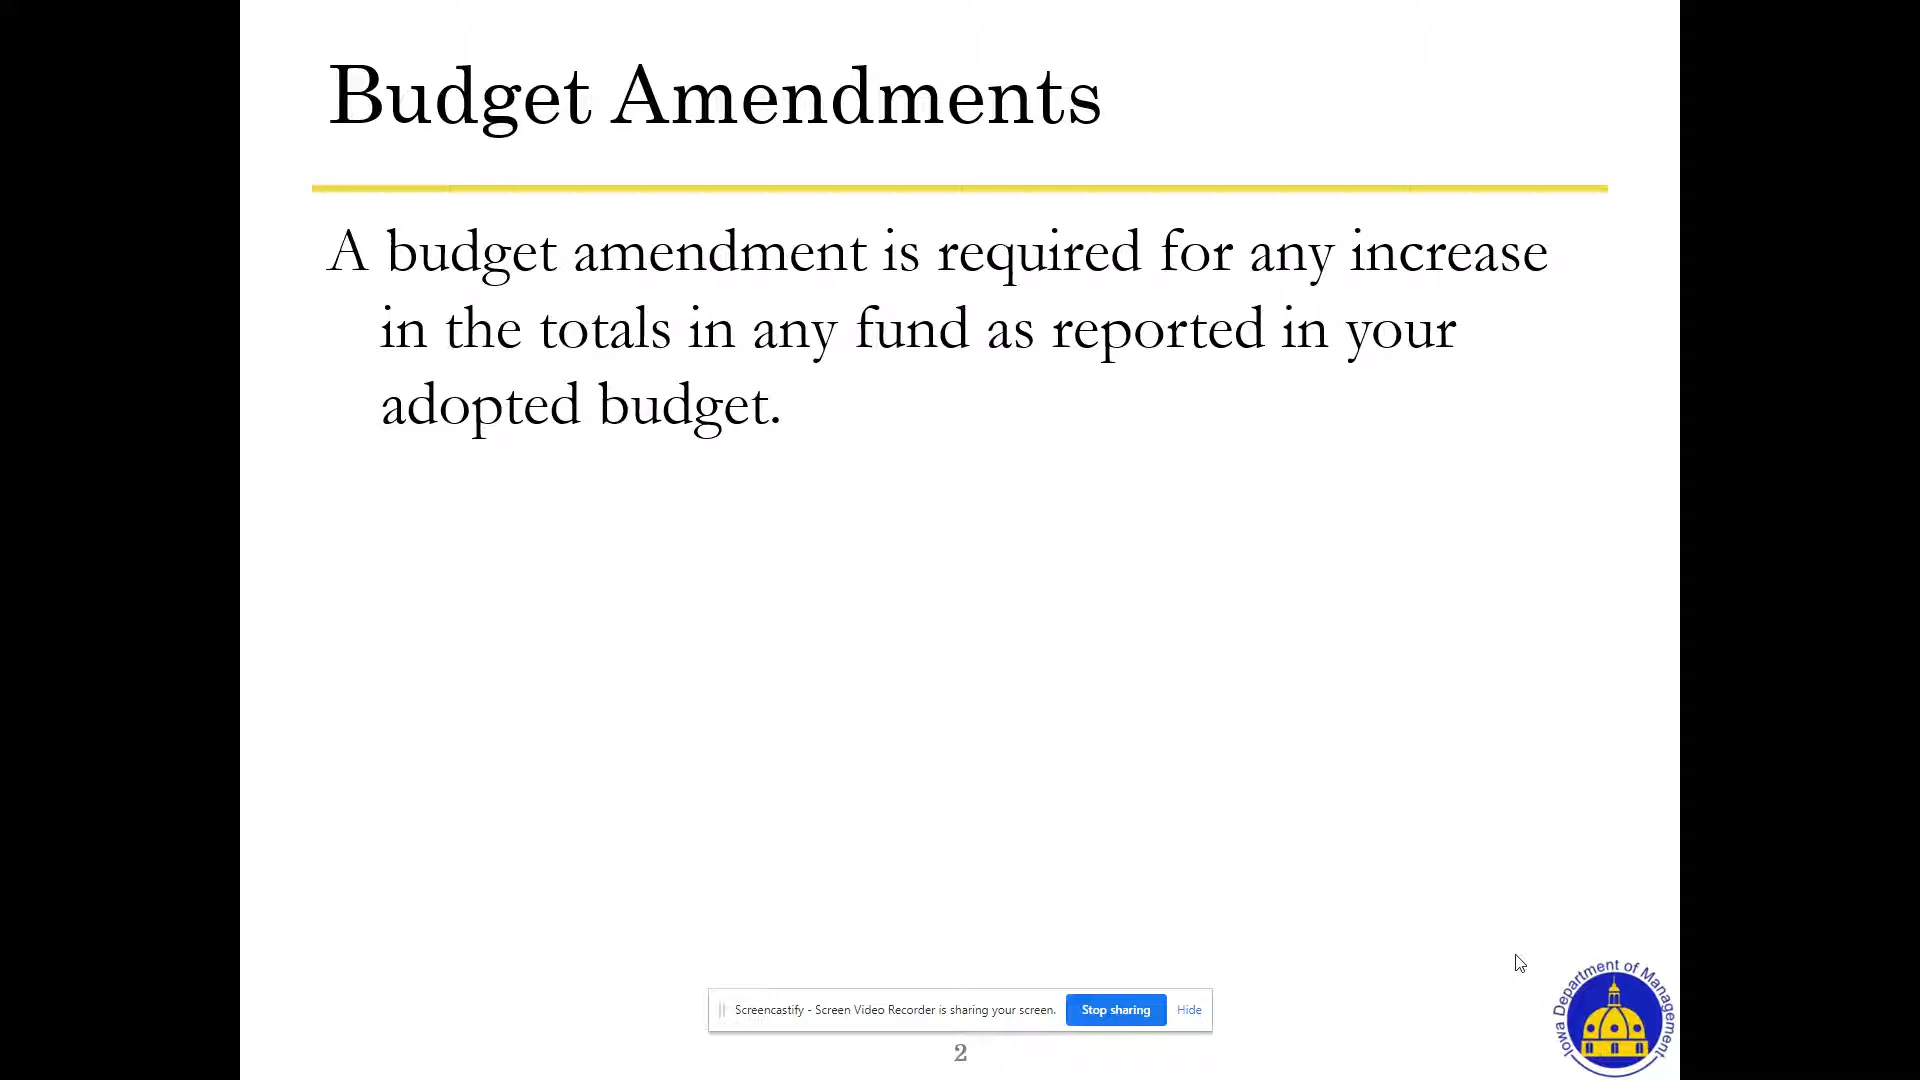 Budget Amendments
A budget amendment is required for any increase
in the totals in any fund as reported in your
adopted budget.
Screencastify - Screen Video Recorder is sharing your screen. Stop sharing Hide
2
Iowa Department of Management